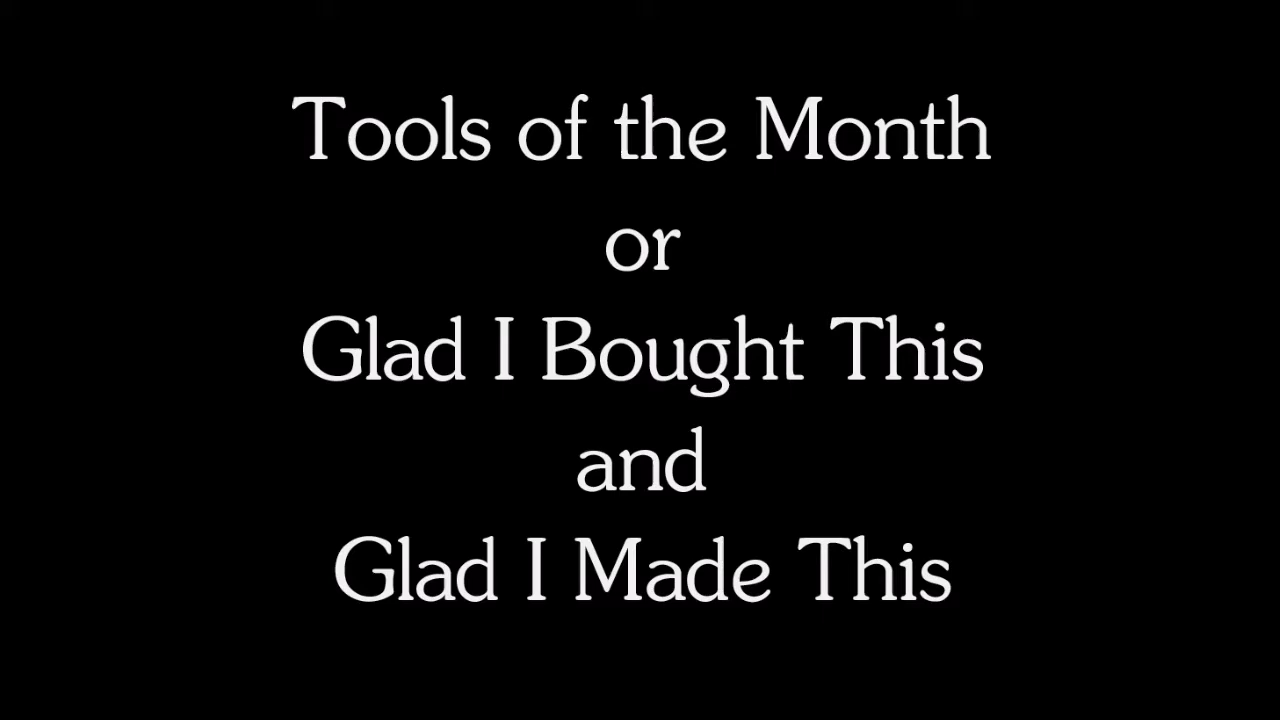 Tools of the Month
or
Glad I Bought This
and
Glad I Made This